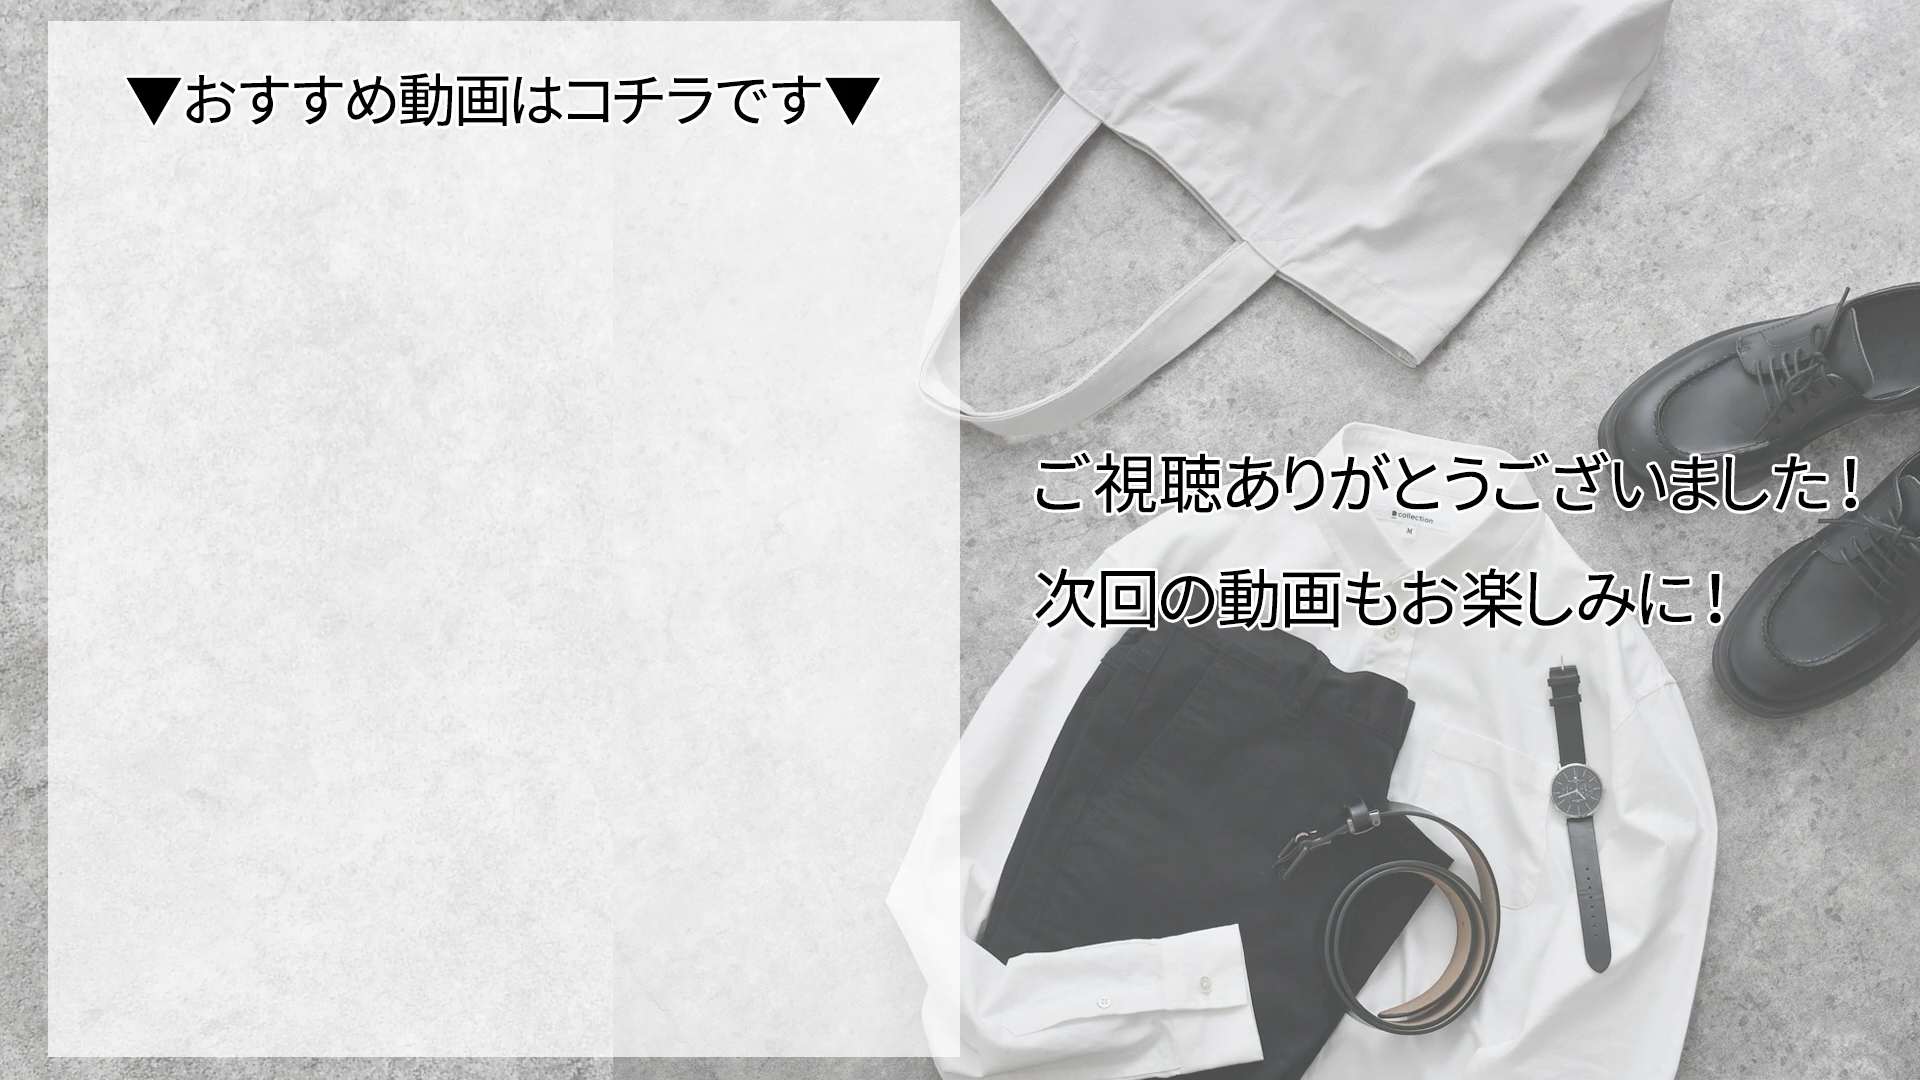 ▼おすすめ動画はコチラです▼
ご視聴ありがとうございました！
D collection
M
次回の動画もお楽しみに！